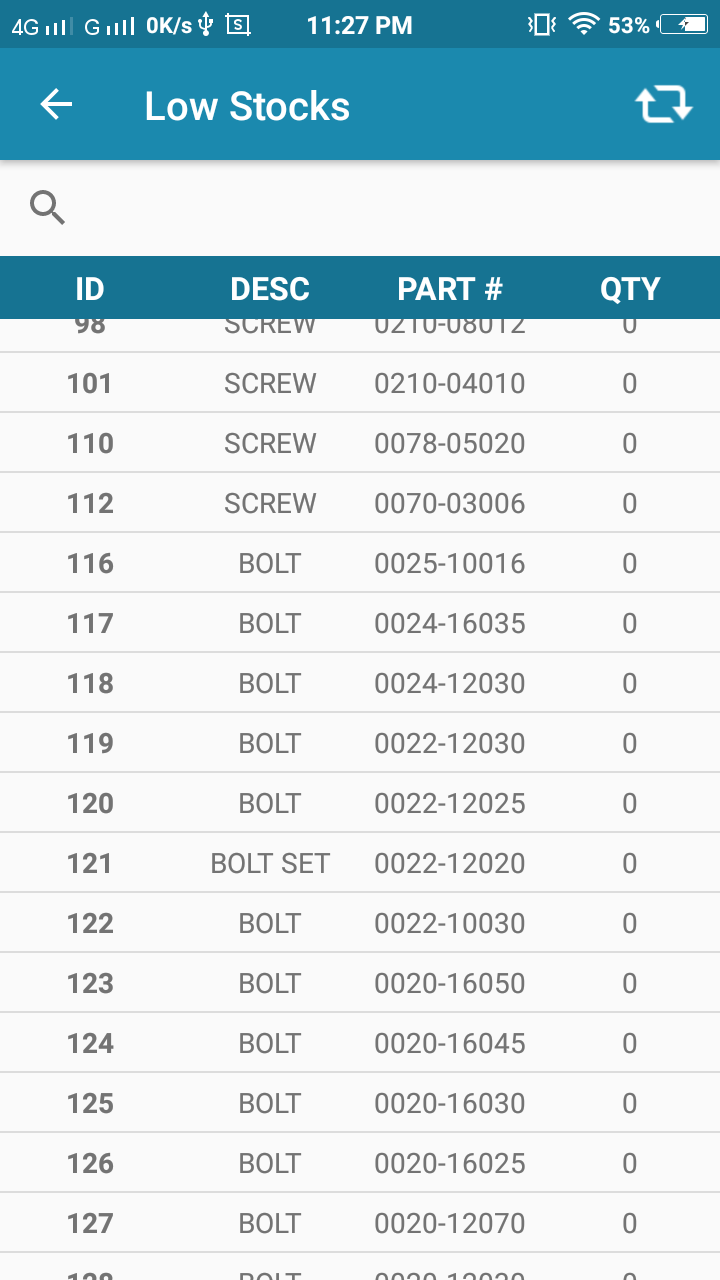 4G G 0K/s S 11:27 PM 53%
Low Stocks
ID DESC PART # QTY
98 SCREW 0210-08012 0
101 SCREW 0210-04010 0
110 SCREW 0078-05020 0
112 SCREW 0070-03006 0
116 BOLT 0025-10016 0
117 BOLT 0024-16035 0
118 BOLT 0024-12030 0
119 BOLT 0022-12030 0
120 BOLT 0022-12025 0
121 BOLT SET 0022-12020 0
122 BOLT 0022-10030 0
123 BOLT 0020-16050 0
124 BOLT 0020-16045 0
125 BOLT 0020-16030 0
126 BOLT 0020-16025 0
127 BOLT 0020-12070 0
128 BOLT